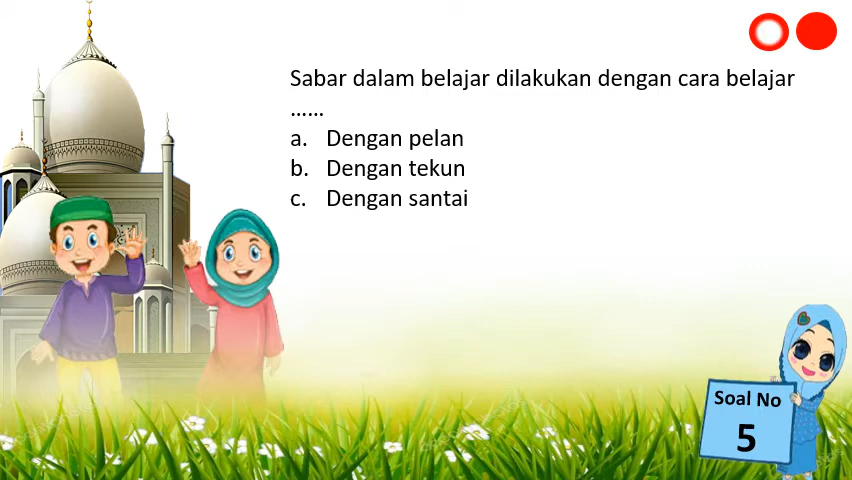 Sabar dalam belajar dilakukan dengan cara belajar
......
a. Dengan pelan
b. Dengan tekun
c. Dengan santai
Soal No
5